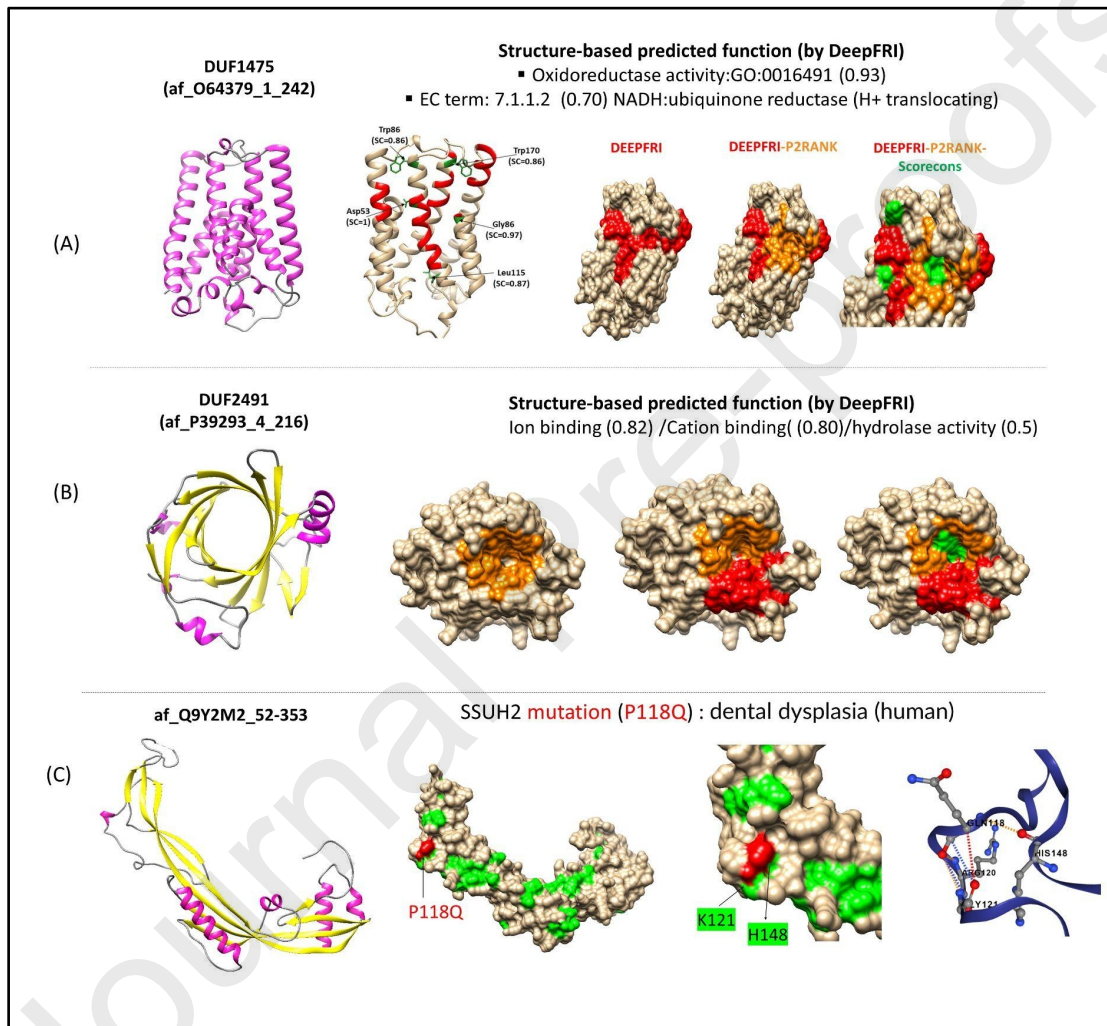 Journal Pre-proofs
DUF1475
(af_O64379_1_242)
Structure-based predicted function (by DeepFRI)
▪ Oxidoreductase activity:GO:0016491 (0.93)
▪ EC term: 7.1.1.2 (0.70) NADH:ubiquinone reductase (H+ translocating)
(A)
Trp86
(SC=0.86)
Trp170
(SC=0.86)
Asp53
(SC=1)
Gly86
(SC=0.97)
Leu115
(SC=0.87)
DEEPFRI
DEEPFRI-P2RANK
DEEPFRI-P2RANK-
Scorecons
DUF2491
(af_P39293_4_216)
Structure-based predicted function (by DeepFRI)
Ion binding (0.82) /Cation binding( (0.80)/hydrolase activity (0.5)
(B)
af_Q9Y2M2_52-353
SSUH2 mutation (P118Q) : dental dysplasia (human)
(C)
P118Q
K121
H148
GLN118
HIS148
ARG120
LY121